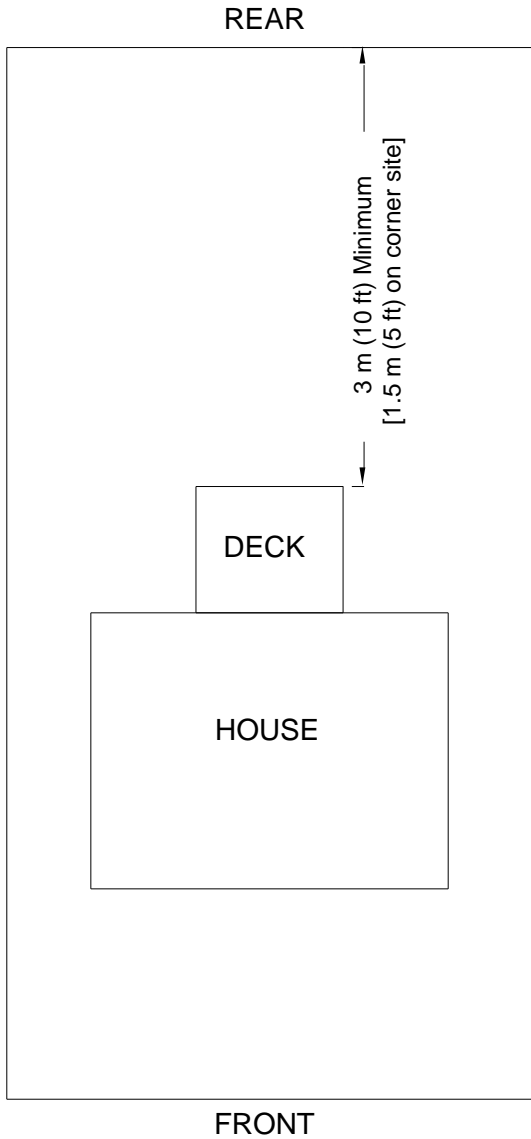 REAR
3 m (10 ft) Minimum
[1.5 m (5 ft) on corner site]
DECK
HOUSE
FRONT